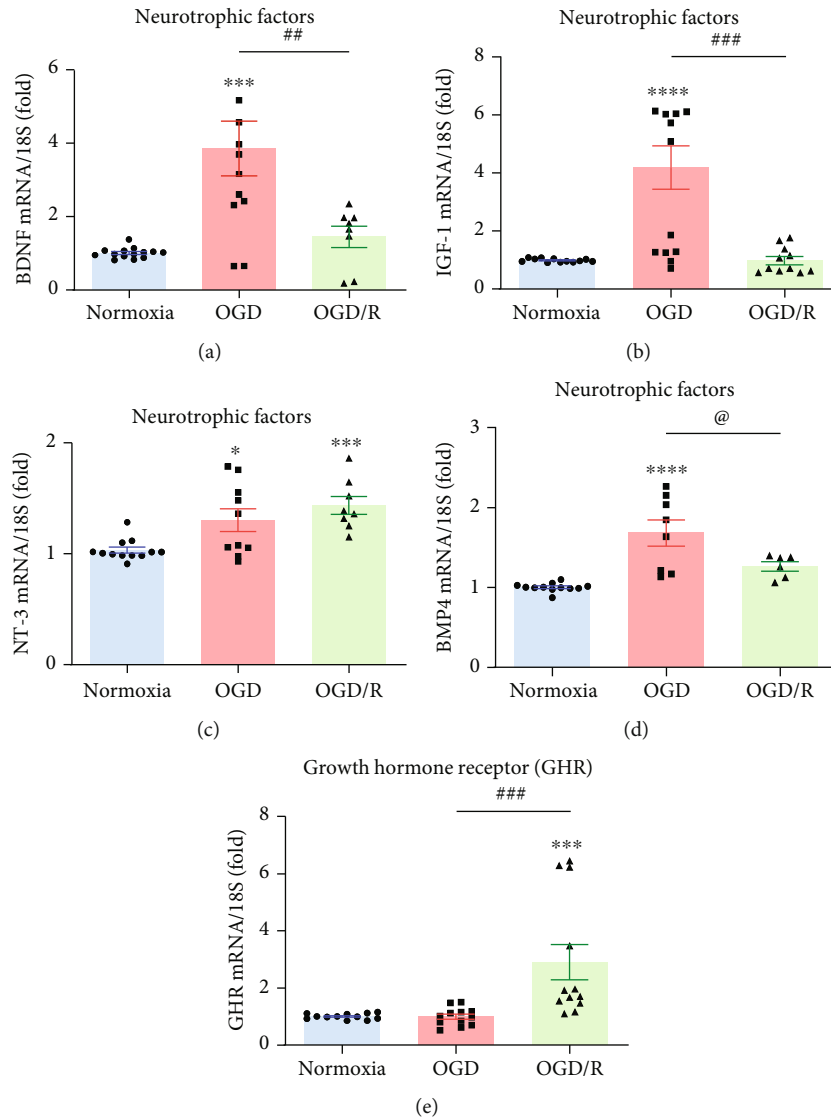 Neurotrophic factors
##
***
BDNF mRNA/18S (fold)
6
4
2
0
Normoxia OGD OGD/R
(a)
Neurotrophic factors
###
****
IGF-1 mRNA/18S (fold)
8
6
4
2
0
Normoxia OGD OGD/R
(b)
Neurotrophic factors
*
***
NT-3 mRNA/18S (fold)
2
1
0
Normoxia OGD OGD/R
(c)
Neurotrophic factors
@
****
BMP4 mRNA/18S (fold)
3
2
1
0
Normoxia OGD OGD/R
(d)
Growth hormone receptor (GHR)
###
***
GHR mRNA/18S (fold)
8
6
4
2
0
Normoxia OGD OGD/R
(e)